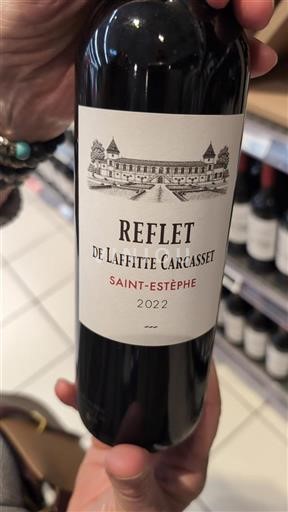 REFLET
DE LAFFITTE CARCASSET
SAINT-ESTÈPHE
2022